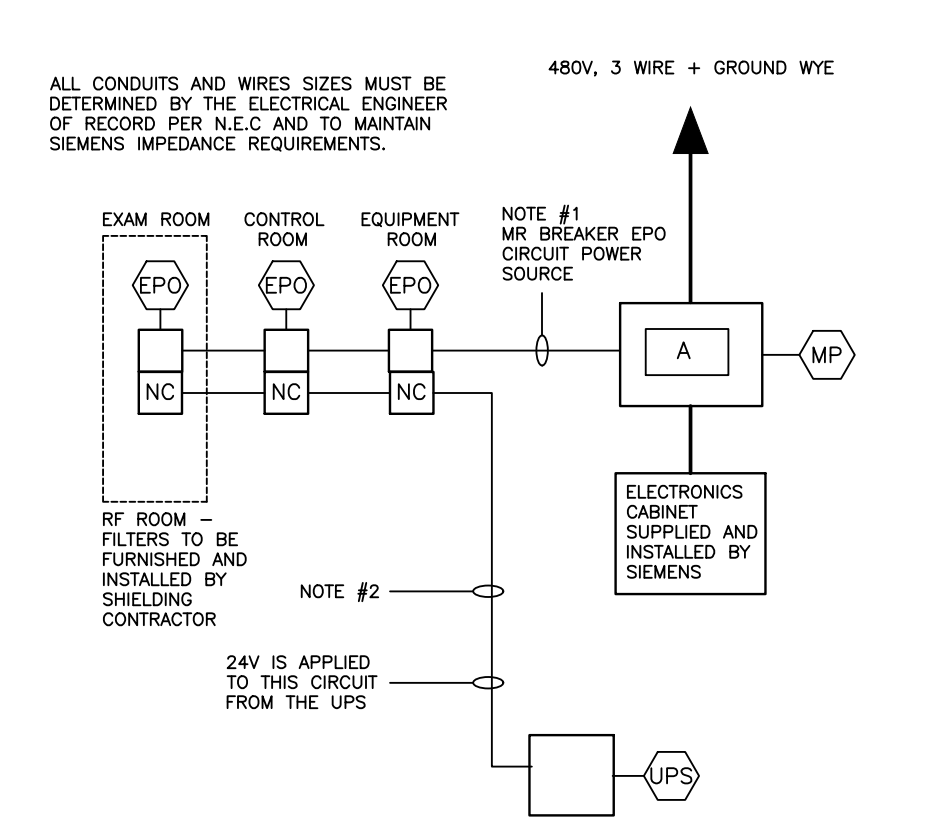 480V, 3 WIRE + GROUND WYE
ALL CONDUITS AND WIRES SIZES MUST BE
DETERMINED BY THE ELECTRICAL ENGINEER
OF RECORD PER N.E.C AND TO MAINTAIN
SIEMENS IMPEDANCE REQUIREMENTS.
EXAM ROOM
CONTROL
ROOM
EQUIPMENT
ROOM
NOTE #1
MR BREAKER EPO
CIRCUIT POWER
SOURCE
EPO
EPO
EPO
A
MP
NC
NC
NC
ELECTRONICS
CABINET
SUPPLIED AND
INSTALLED BY
SIEMENS
RF ROOM –
FILTERS TO BE
FURNISHED AND
INSTALLED BY
SHIELDING
CONTRACTOR
NOTE #2
24V IS APPLIED
TO THIS CIRCUIT
FROM THE UPS
UPS